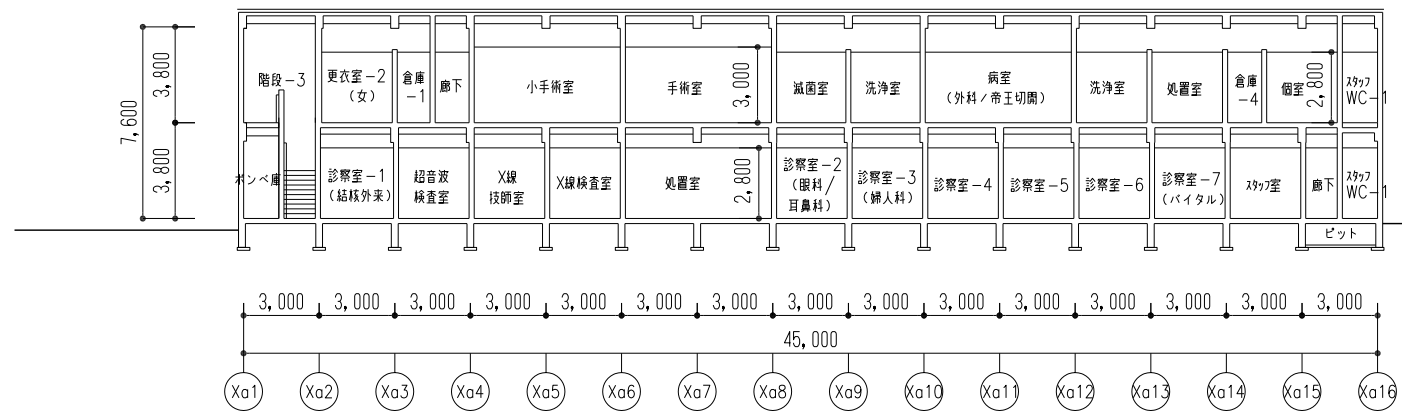 階段-3
更衣室-2
(女)
倉庫
-1
廊下
小手術室
手術室
3,000
滅菌室
洗浄室
病室
(外科/帝王切開)
洗浄室
処置室
倉庫
-4
個室
2,800
スタッフ
WC-1
7,600
3,800
3,800
ボンベ庫
診察室-1
(結核外来)
超音波
検査室
X線
技師室
X線検査室
処置室
2,800
診察室-2
(眼科/
耳鼻科)
診察室-3
(婦人科)
診察室-4
診察室-5
診察室-6
診察室-7
(バイタル)
スタッフ室
廊下
スタッフ
WC-1
ピット
3,000 3,000 3,000 3,000 3,000 3,000 3,000 3,000 3,000 3,000 3,000 3,000 3,000 3,000 3,000
45,000
Xa1 Xa2 Xa3 Xa4 Xa5 Xa6 Xa7 Xa8 Xa9 Xa10 Xa11 Xa12 Xa13 Xa14 Xa15 Xa16